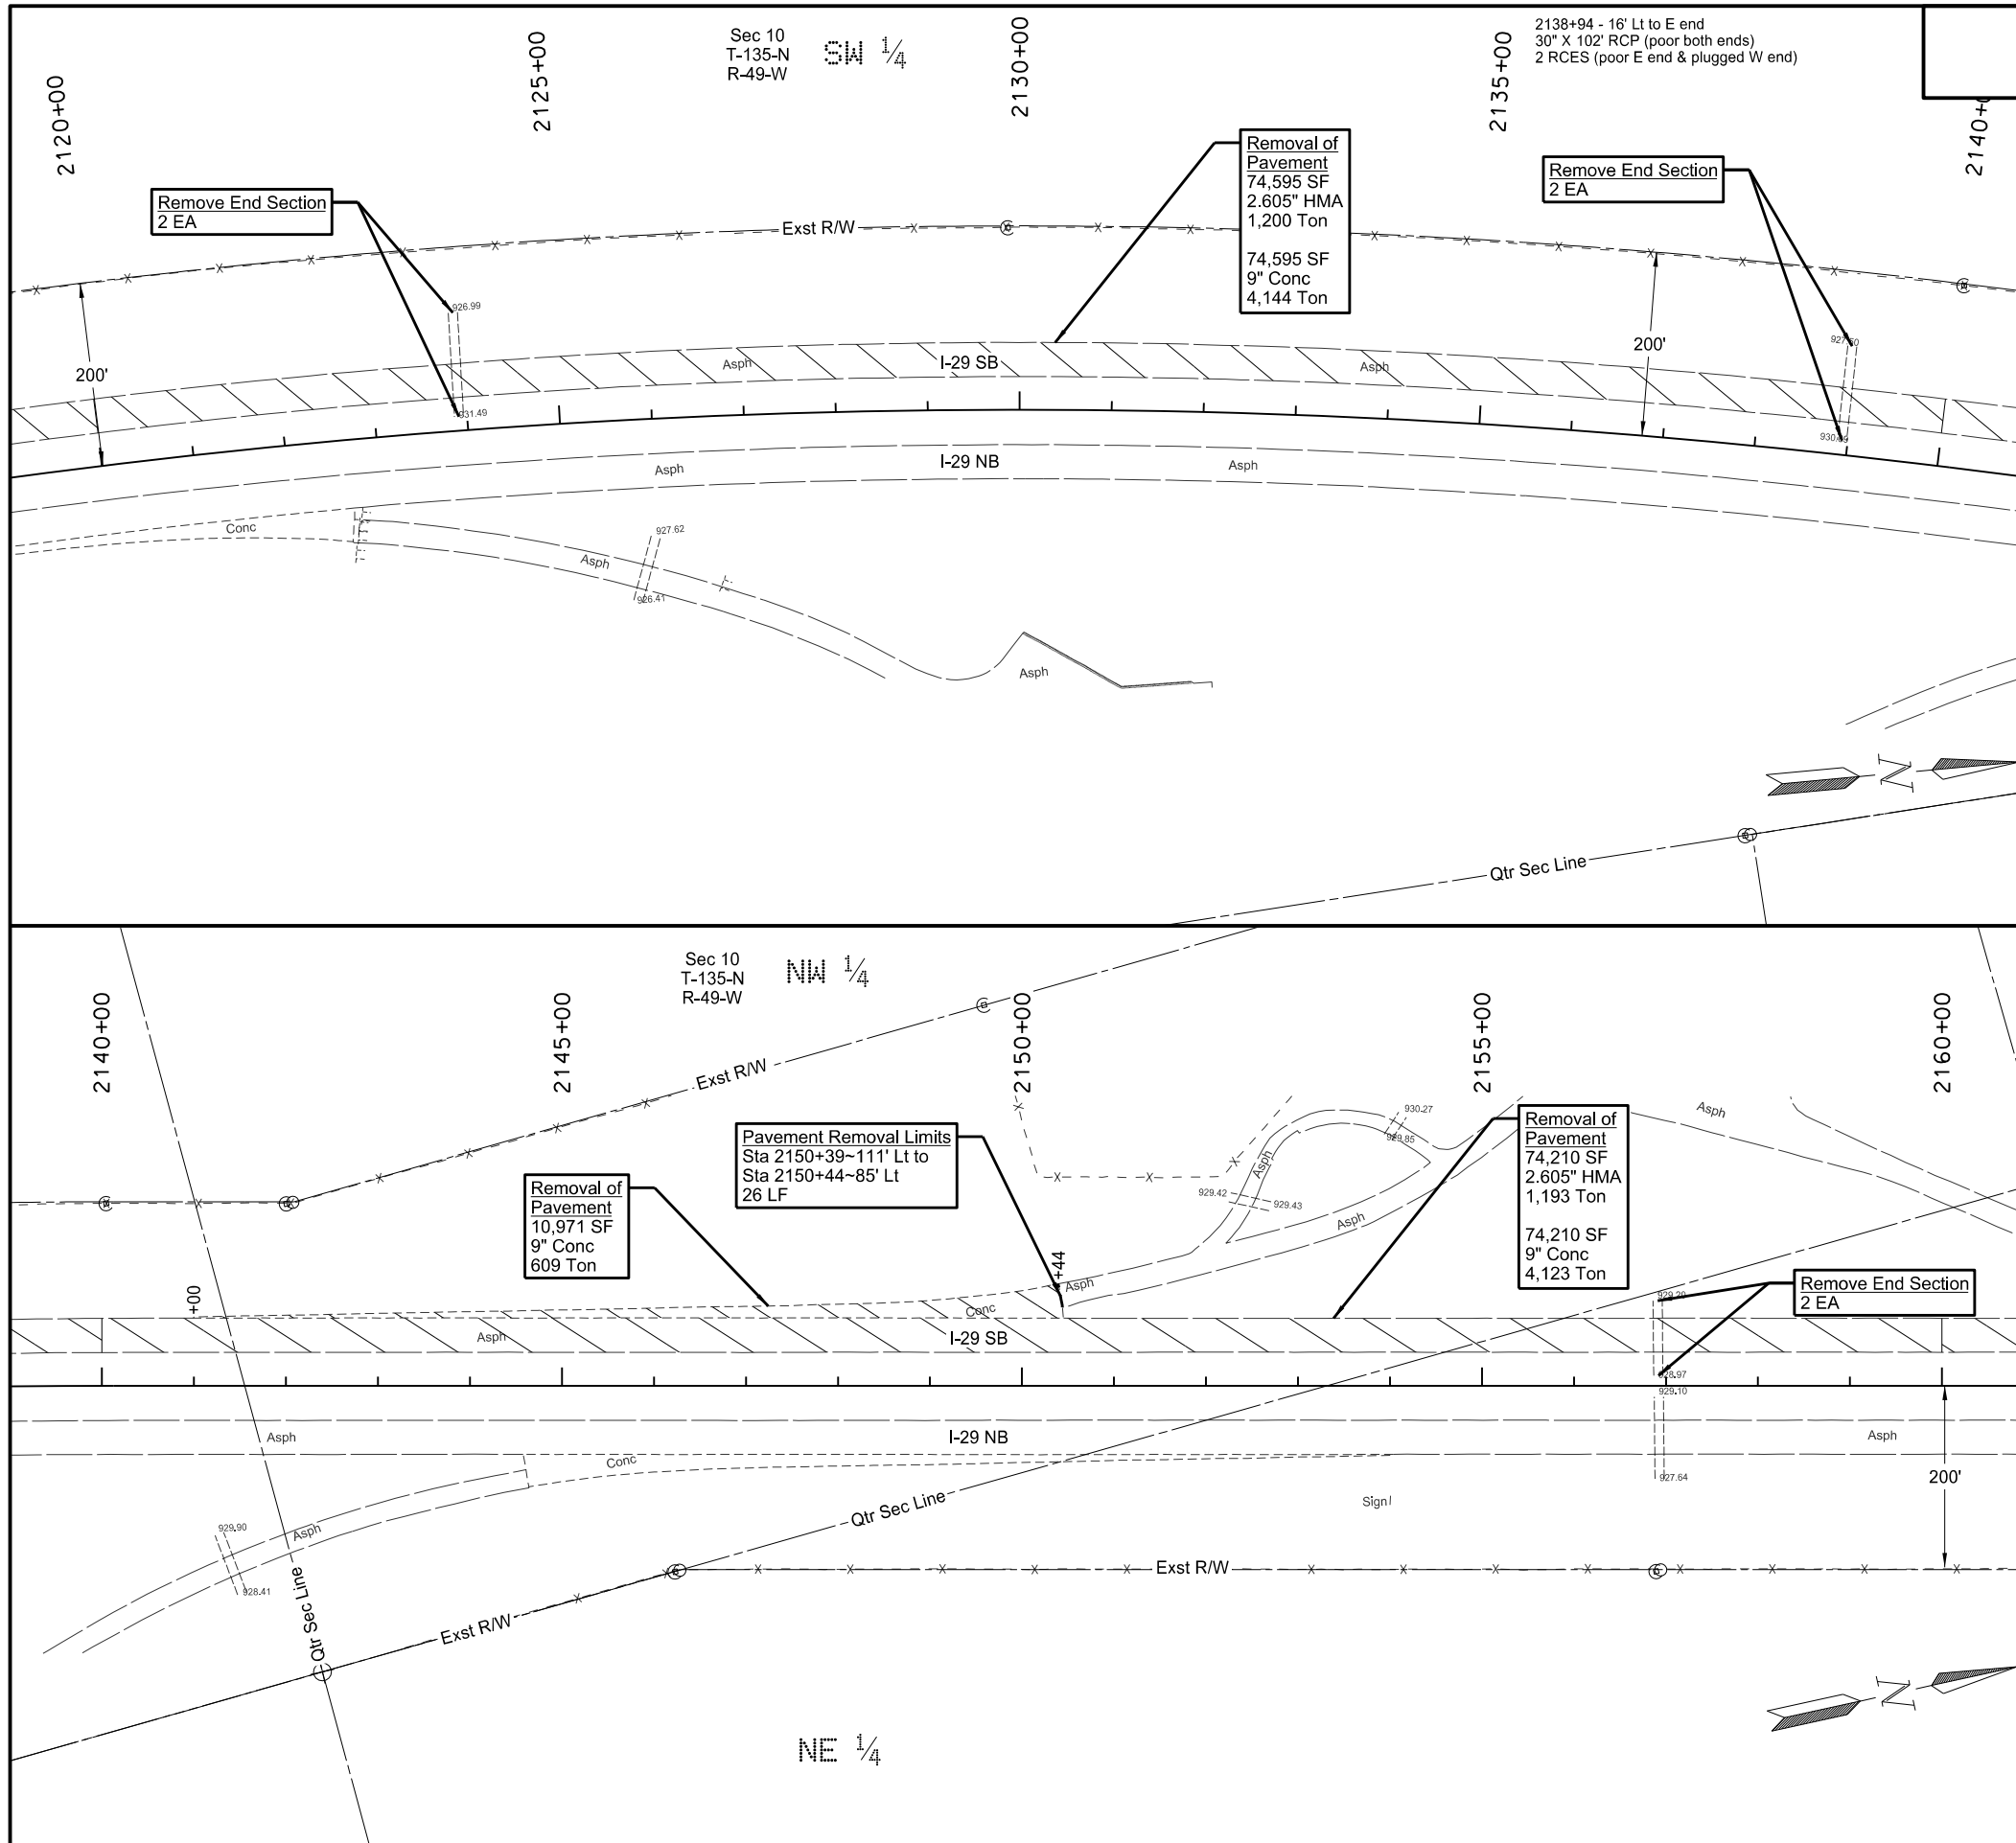 2138+94 - 16' Lt to E end
30" X 102' RCP (poor both ends)
2 RCES (poor E end & plugged W end)
Sec 10
T-135-N
R-49-W
SW 1/4
2120+00
2125+00
2130+00
2135+00
Remove End Section
2 EA
Removal of
Pavement
74,595 SF
2.605" HMA
1,200 Ton
74,595 SF
9" Conc
4,144 Ton
Remove End Section
2 EA
Exst R/W
926.99
200'
931.49
Asph
I-29 SB
Asph
200'
Asph
I-29 NB
Asph
Conc
927.62
Asph
926.41
Asph
N
Qtr Sec Line
Sec 10
T-135-N
R-49-W
NW 1/4
2140+00
2145+00
2150+00
2155+00
2160+00
Exst R/W
Pavement Removal Limits
Sta 2150+39~111' Lt to
Sta 2150+44~85' Lt
26 LF
Removal of
Pavement
10,971 SF
9" Conc
609 Ton
Removal of
Pavement
74,210 SF
2.605" HMA
1,193 Ton
74,210 SF
9" Conc
4,123 Ton
Remove End Section
2 EA
930.27
929.85
Asph
Asph
929.42
929.43
Asph
+00
+44
Asph
Conc
929.20
Asph
I-29 SB
928.97
929.10
Asph
I-29 NB
Asph
Conc
927.64
200'
Sign
Qtr Sec Line
929.90
Asph
928.41
Qtr Sec Line
Exst R/W
Exst R/W
N
NE 1/4